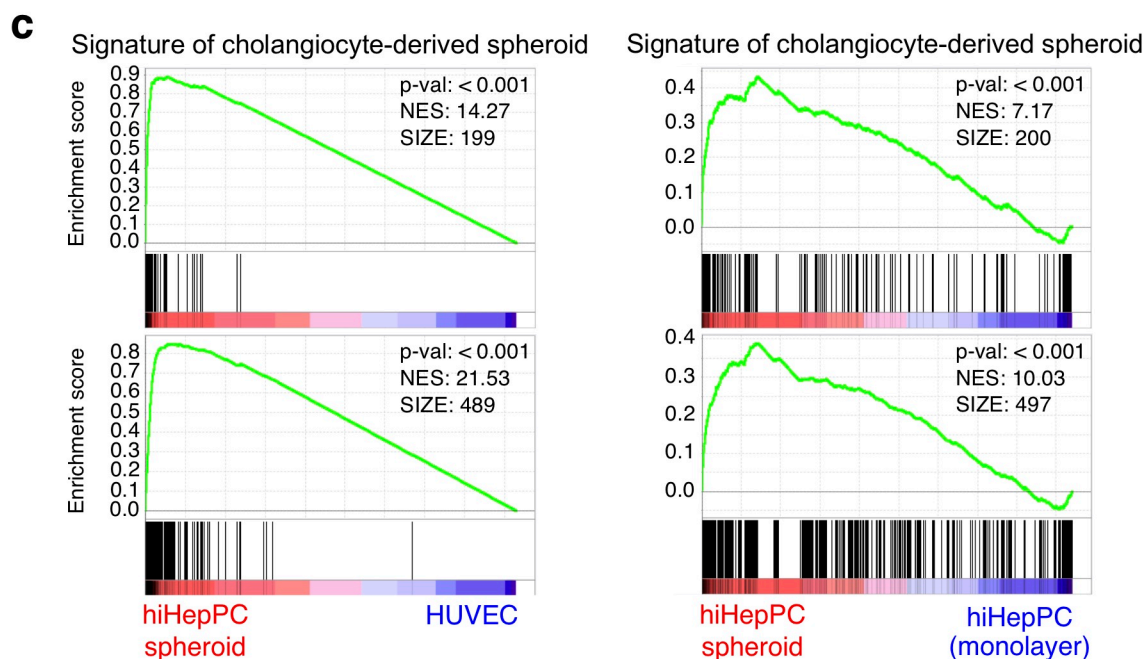 c
Signature of cholangiocyte-derived spheroid
Enrichment score
0.9
0.8
0.7
0.6
0.5
0.4
0.3
0.2
0.1
0.0
p-val: < 0.001
NES: 14.27
SIZE: 199
Enrichment score
0.8
0.7
0.6
0.5
0.4
0.3
0.2
0.1
0.0
p-val: < 0.001
NES: 21.53
SIZE: 489
hiHepPC
spheroid
HUVEC
Signature of cholangiocyte-derived spheroid
0.4
0.3
0.2
0.1
0.0
p-val: < 0.001
NES: 7.17
SIZE: 200
0.4
0.3
0.2
0.1
0.0
p-val: < 0.001
NES: 10.03
SIZE: 497
hiHepPC
spheroid
hiHepPC
(monolayer)